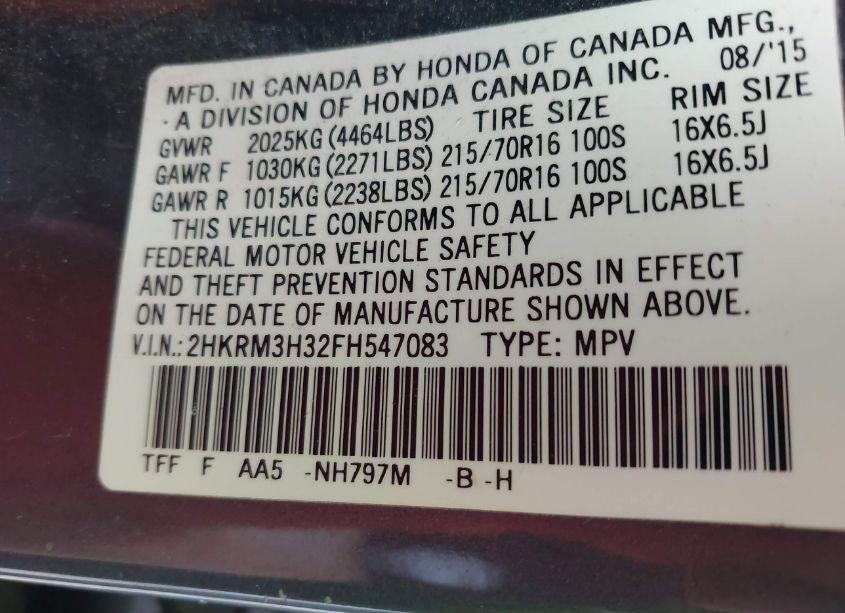 MFD. IN CANADA BY HONDA OF CANADA MFG.,
A DIVISION OF HONDA CANADA INC. 08/'15
GVWR 2025KG (4464LBS) TIRE SIZE RIM SIZE
GAWR F 1030KG (2271LBS) 215/70R16 100S 16X6.5J
GAWR R 1015KG (2238LBS) 215/70R16 100S 16X6.5J
THIS VEHICLE CONFORMS TO ALL APPLICABLE
FEDERAL MOTOR VEHICLE SAFETY
AND THEFT PREVENTION STANDARDS IN EFFECT
ON THE DATE OF MANUFACTURE SHOWN ABOVE.
V.I.N.: 2HKRM3H32FH547083 TYPE: MPV
TFF F AA5 -NH797M -B -H